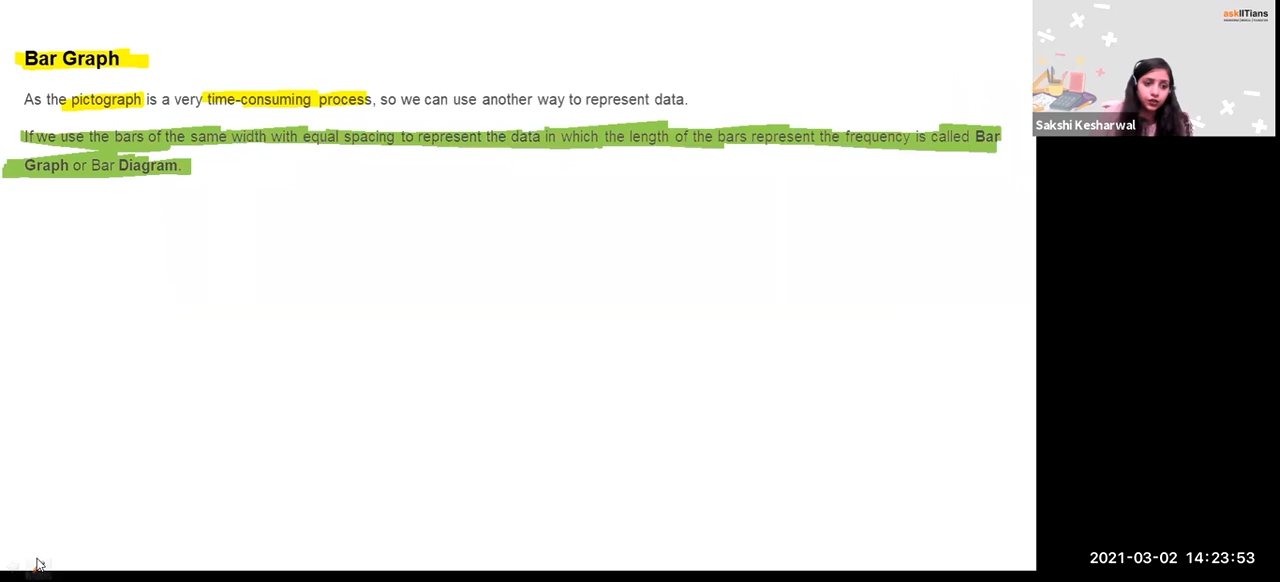 Bar Graph
As the pictograph is a very time-consuming process, so we can use another way to represent data.
If we use the bars of the same width with equal spacing to represent the data in which the length of the bars represent the frequency is called Bar
Graph or Bar Diagram.
askIITians
Sakshi Kesharwal
2021-03-02 14:23:53